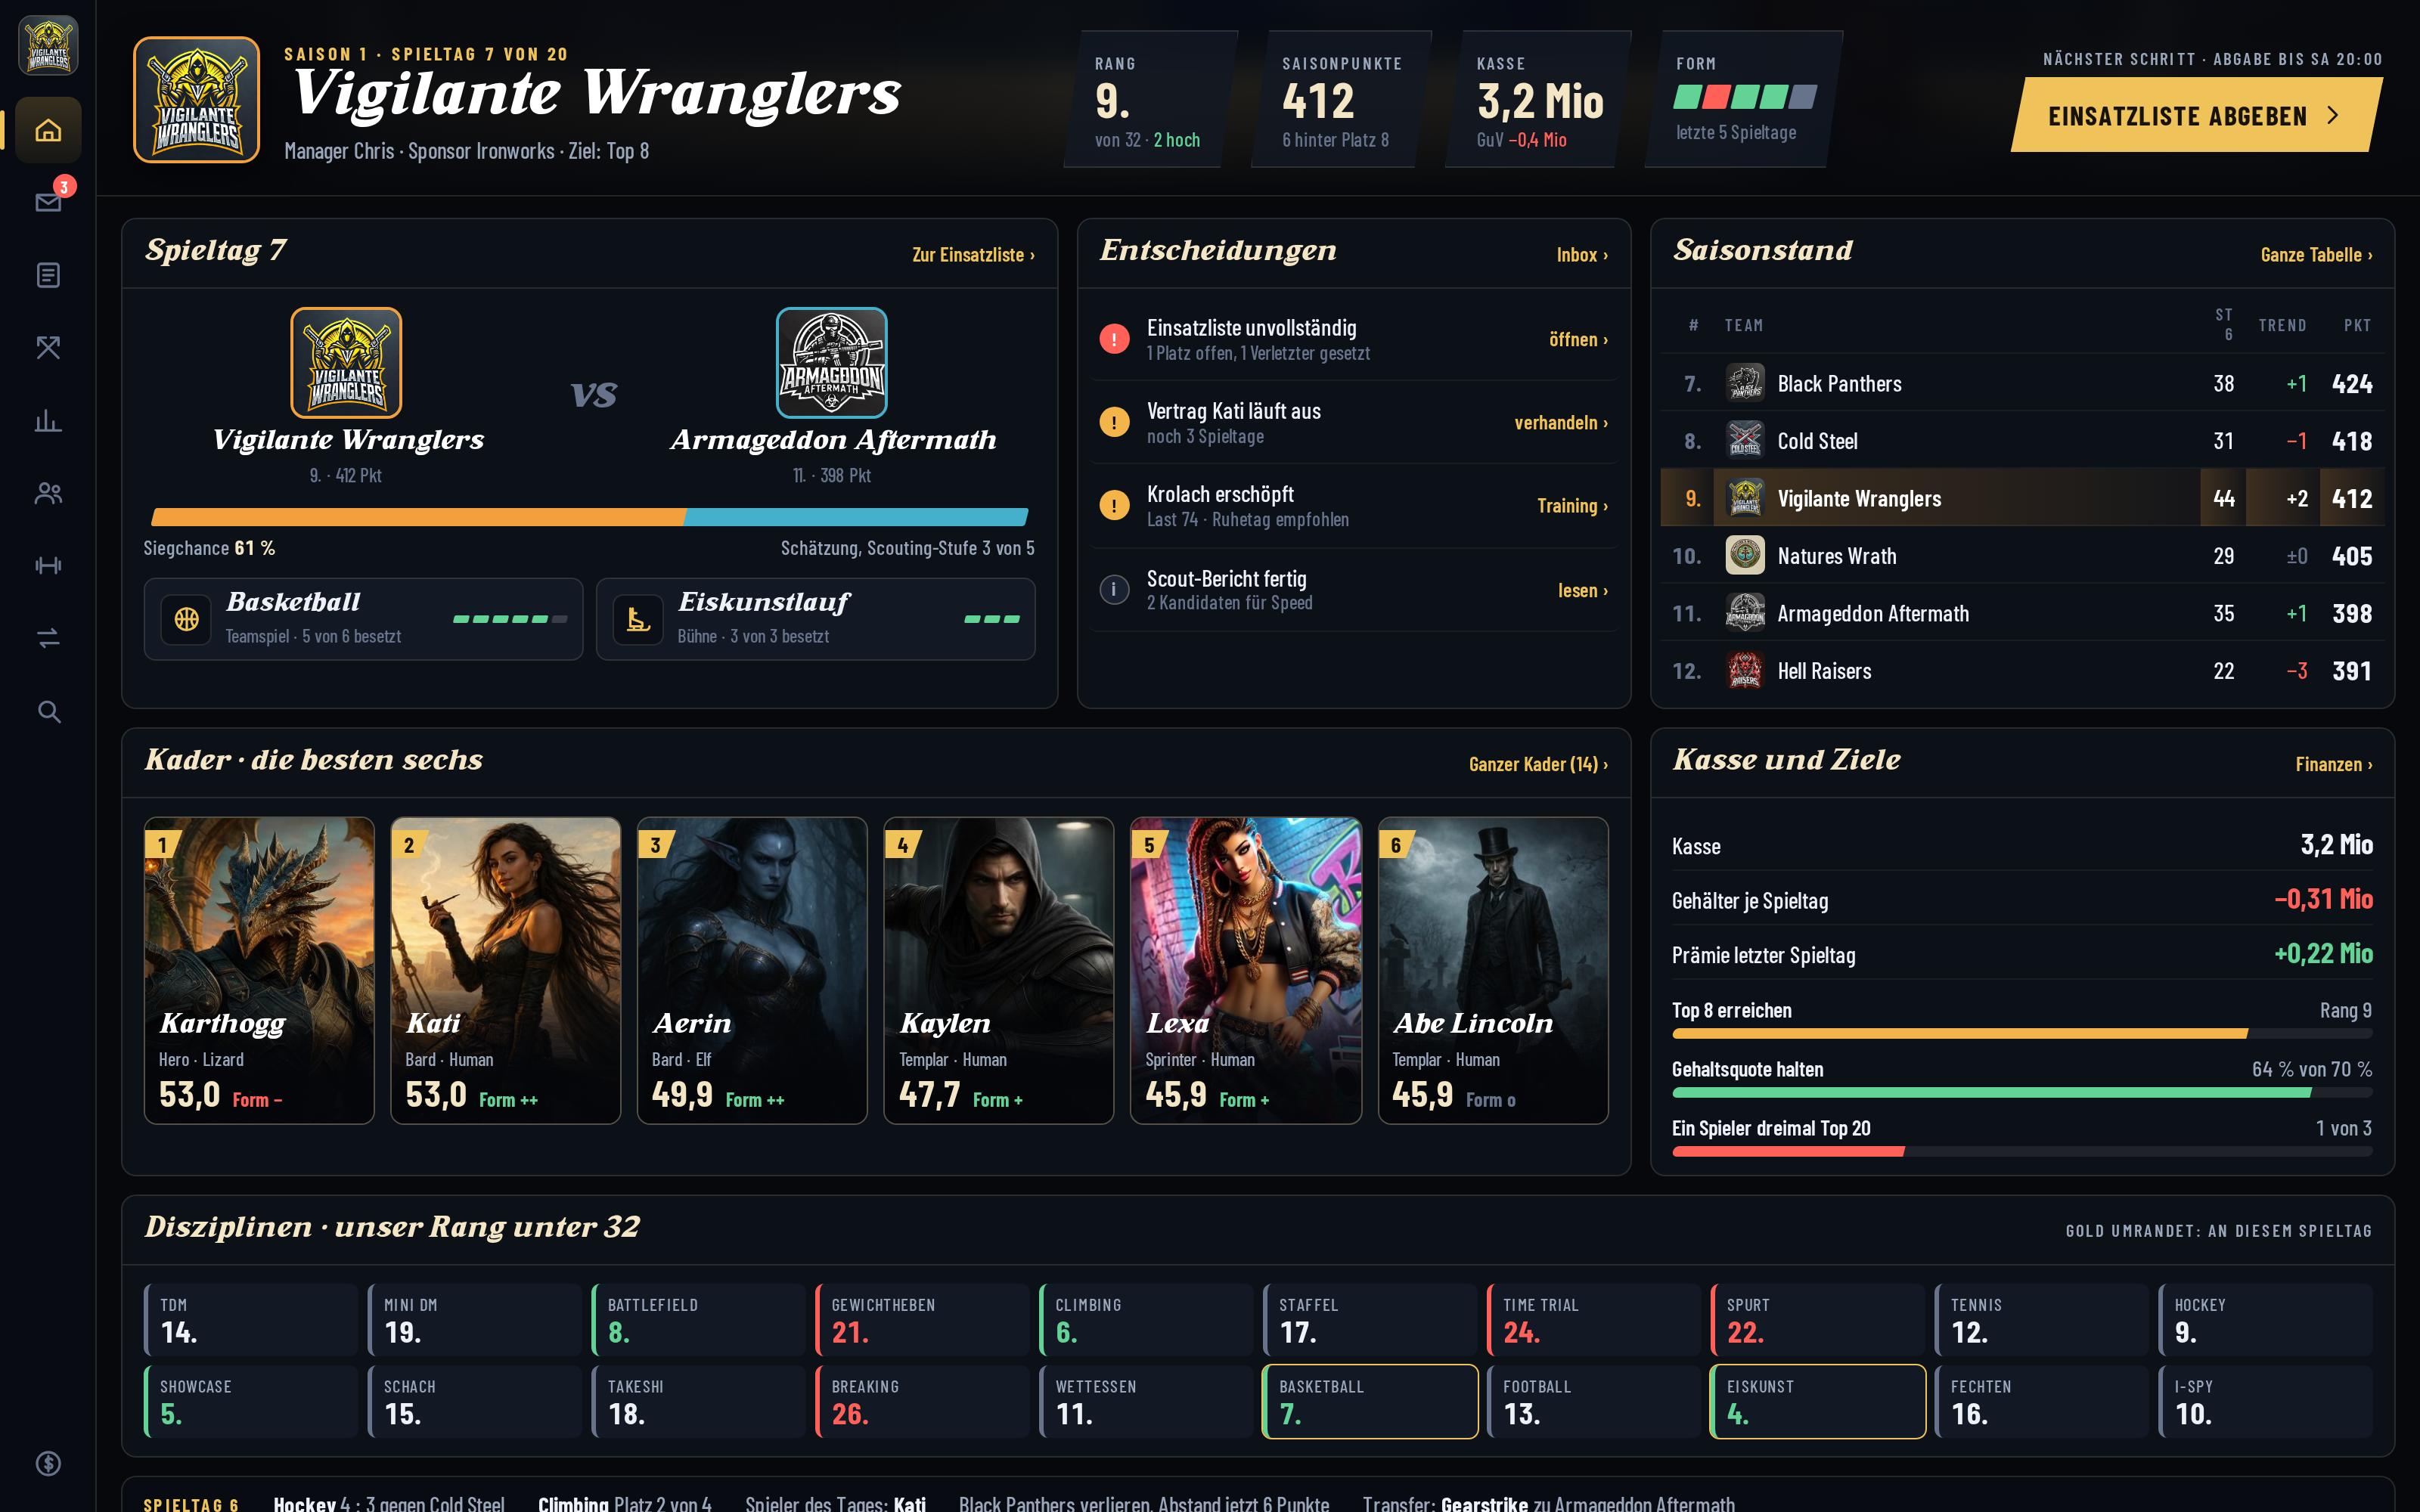 VIGILANTE WRANGLERS
SAISON 1 · SPIELTAG 7 VON 20
Vigilante Wranglers
Manager Chris · Sponsor Ironworks · Ziel: Top 8
VIGILANTE WRANGLERS
RANG
9.
von 32 · 2 hoch
SAISONPUNKTE
412
6 hinter Platz 8
KASSE
3,2 Mio
GuV −0,4 Mio
FORM
letzte 5 Spieltage
NÄCHSTER SCHRITT · ABGABE BIS SA 20:00
EINSATZLISTE ABGEBEN
3
Spieltag 7
Zur Einsatzliste ›
VIGILANTE WRANGLERS
VS
ARMAGEDDON AFTERMATH
Vigilante Wranglers
Armageddon Aftermath
9. · 412 Pkt
11. · 398 Pkt
Siegchance 61 %
Schätzung, Scouting-Stufe 3 von 5
Basketball
Teamspiel · 5 von 6 besetzt
Eiskunstlauf
Bühne · 3 von 3 besetzt
Entscheidungen
Inbox ›
! Einsatzliste unvollständig öffnen ›
1 Platz offen, 1 Verletzter gesetzt
! Vertrag Kati läuft aus verhandeln ›
noch 3 Spieltage
! Krolach erschöpft Training ›
Last 74 · Ruhetag empfohlen
i Scout-Bericht fertig lesen ›
2 Kandidaten für Speed
Saisonstand
Ganze Tabelle ›
# TEAM ST 6 TREND PKT
7. Black Panthers 38 +1 424
8. Cold Steel 31 −1 418
9. Vigilante Wranglers 44 +2 412
10. Natures Wrath 29 ±0 405
11. Armageddon Aftermath 35 +1 398
12. Hell Raisers 22 −3 391
Kader · die besten sechs
Ganzer Kader (14) ›
1
Karthogg
Hero · Lizard
53,0 Form −
2
Kati
Bard · Human
53,0 Form ++
3
Aerin
Bard · Elf
49,9 Form ++
4
Kaylen
Templar · Human
47,7 Form +
5
Lexa
Sprinter · Human
45,9 Form +
6
Abe Lincoln
Templar · Human
45,9 Form o
Kasse und Ziele
Finanzen ›
Kasse 3,2 Mio
Gehälter je Spieltag −0,31 Mio
Prämie letzter Spieltag +0,22 Mio
Top 8 erreichen Rang 9
Gehaltsquote halten 64 % von 70 %
Ein Spieler dreimal Top 20 1 von 3
Disziplinen · unser Rang unter 32
GOLD UMRANDET: AN DIESEM SPIELTAG
TDM
14.
MINI DM
19.
BATTLEFIELD
8.
GEWICHTHEBEN
21.
CLIMBING
6.
STAFFEL
17.
TIME TRIAL
24.
SPURT
22.
TENNIS
12.
HOCKEY
9.
SHOWCASE
5.
SCHACH
15.
TAKESHI
18.
BREAKING
26.
WETTESSEN
11.
BASKETBALL
7.
FOOTBALL
13.
EISKUNST
4.
FECHTEN
16.
I-SPY
10.
SPIELTAG 6 Hockey 4 : 3 gegen Cold Steel Climbing Platz 2 von 4 Spieler des Tages: Kati Black Panthers verlieren, Abstand jetzt 6 Punkte Transfer: Gearstrike zu Armageddon Aftermath